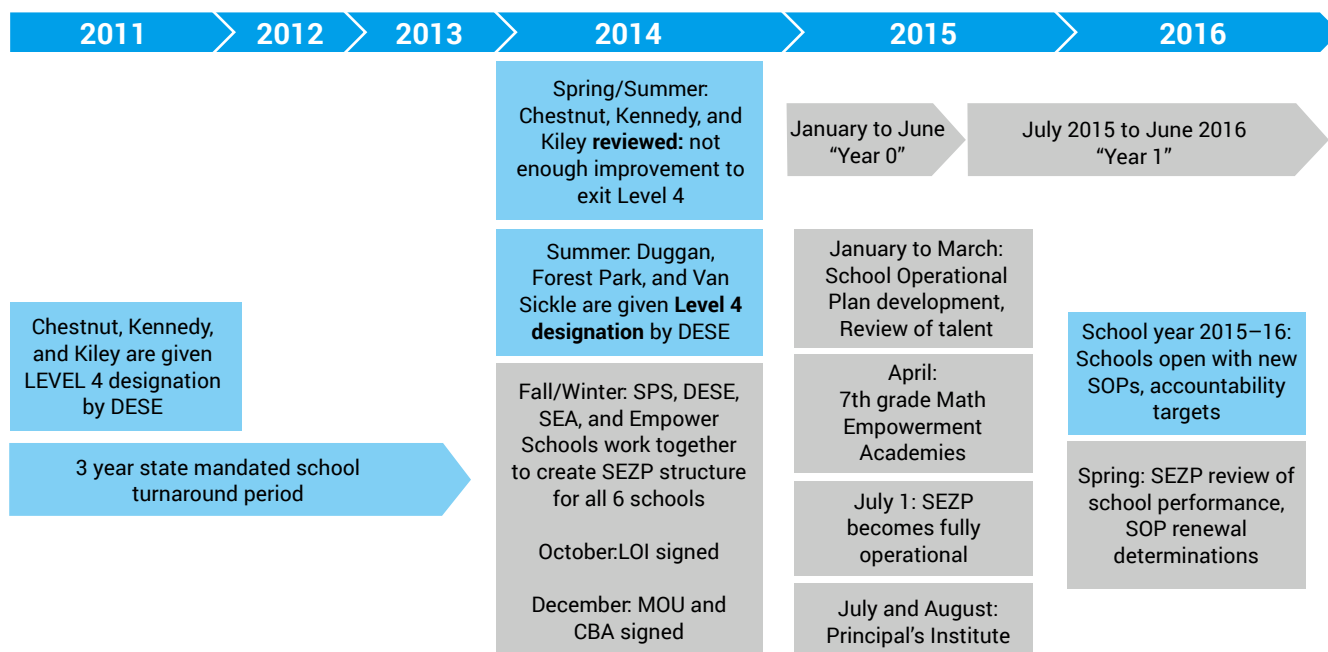 2011
2012
2013
2014
2015
2016
Chestnut, Kennedy,
and Kiley are given
LEVEL 4 designation
by DESE
3 year state mandated school
turnaround period
Spring/Summer:
Chestnut, Kennedy, and
Kiley reviewed: not
enough improvement to
exit Level 4
Summer: Duggan,
Forest Park, and Van
Sickle are given Level 4
designation by DESE
Fall/Winter: SPS, DESE,
SEA, and Empower
Schools work together
to create SEZP structure
for all 6 schools
October:LOI signed
December: MOU and
CBA signed
January to June
“Year 0”
July 2015 to June 2016
“Year 1”
January to March:
School Operational
Plan development,
Review of talent
April:
7th grade Math
Empowerment
Academies
July 1: SEZP
becomes fully
operational
July and August:
Principal’s Institute
School year 2015–16:
Schools open with new
SOPs, accountability
targets
Spring: SEZP review of
school performance,
SOP renewal
determinations